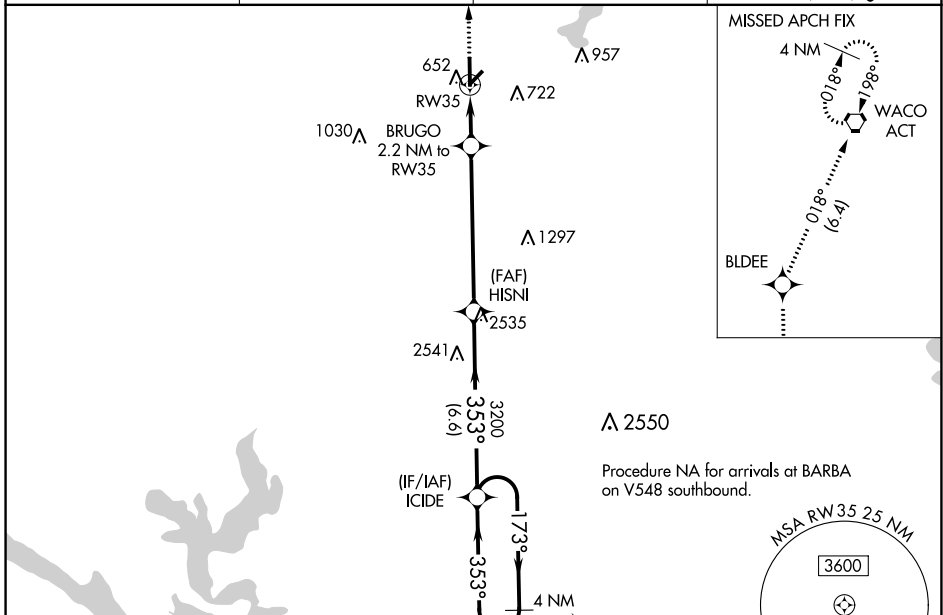 MISSED APCH FIX
4 NM
018°
198°
WACO
ACT
018°
(6.4)
BLDEE
957
652
RW35
722
1030
BRUGO
2.2 NM to
RW35
1297
(FAF)
HISNI
2535
2541
3200
353°
(6.6)
2550
Procedure NA for arrivals at BARBA
on V548 southbound.
(IF/IAF)
ICIDE
173°
353°
4 NM
MSA RW35 25 NM
3600